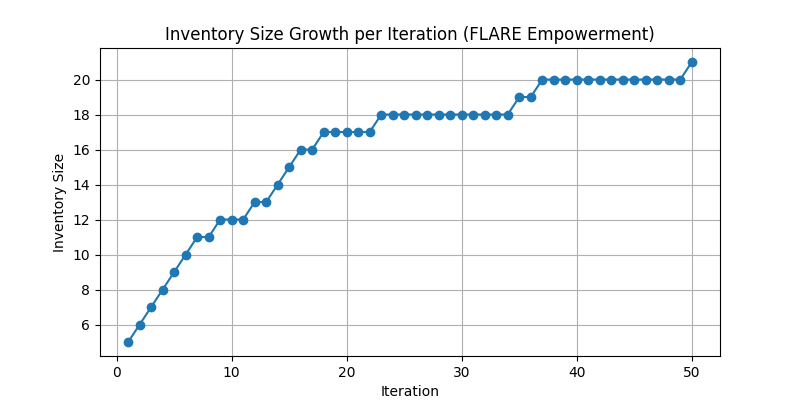 Inventory Size Growth per Iteration (FLARE Empowerment)
20
18
16
14
12
10
8
6
Inventory Size
0 10 20 30 40 50
Iteration